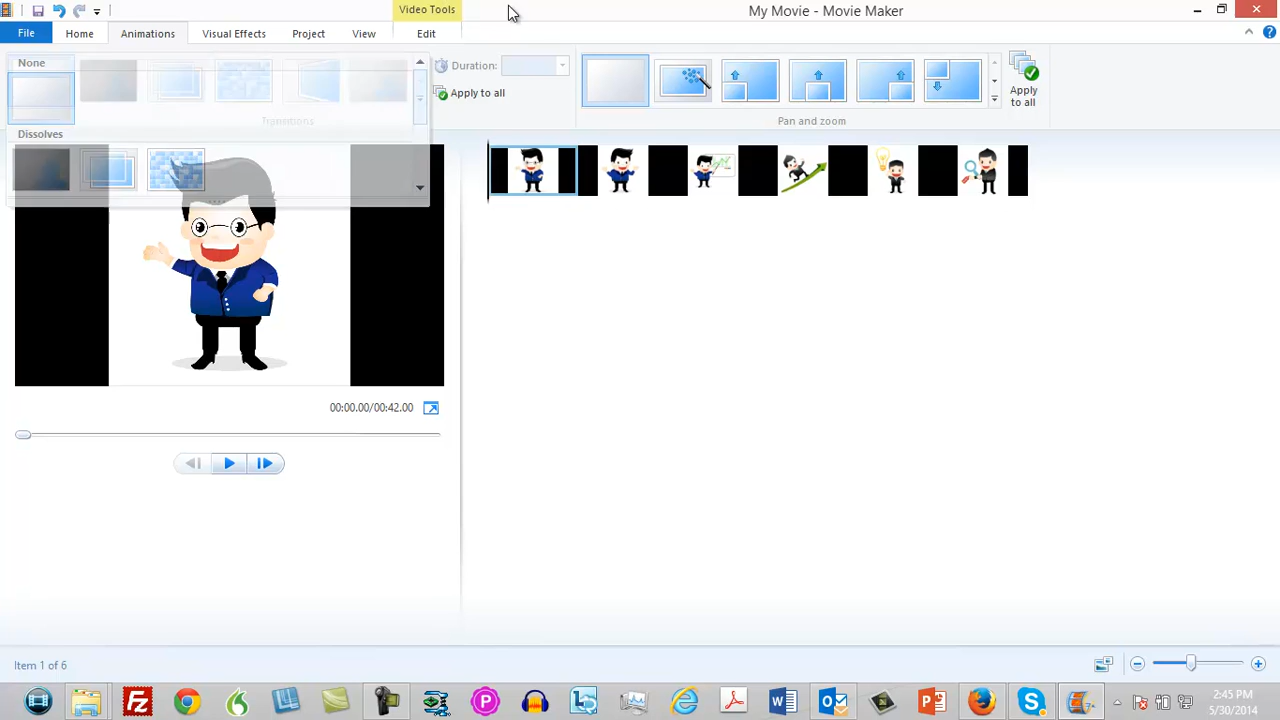 Video Tools
My Movie - Movie Maker
File
Home
Animations
Visual Effects
Project
View
Edit
None
Duration:
Apply to all
Transitions
Apply
to all
Pan and zoom
Dissolves
00:00.00/00:42.00
Item 1 of 6
2:45 PM
5/30/2014